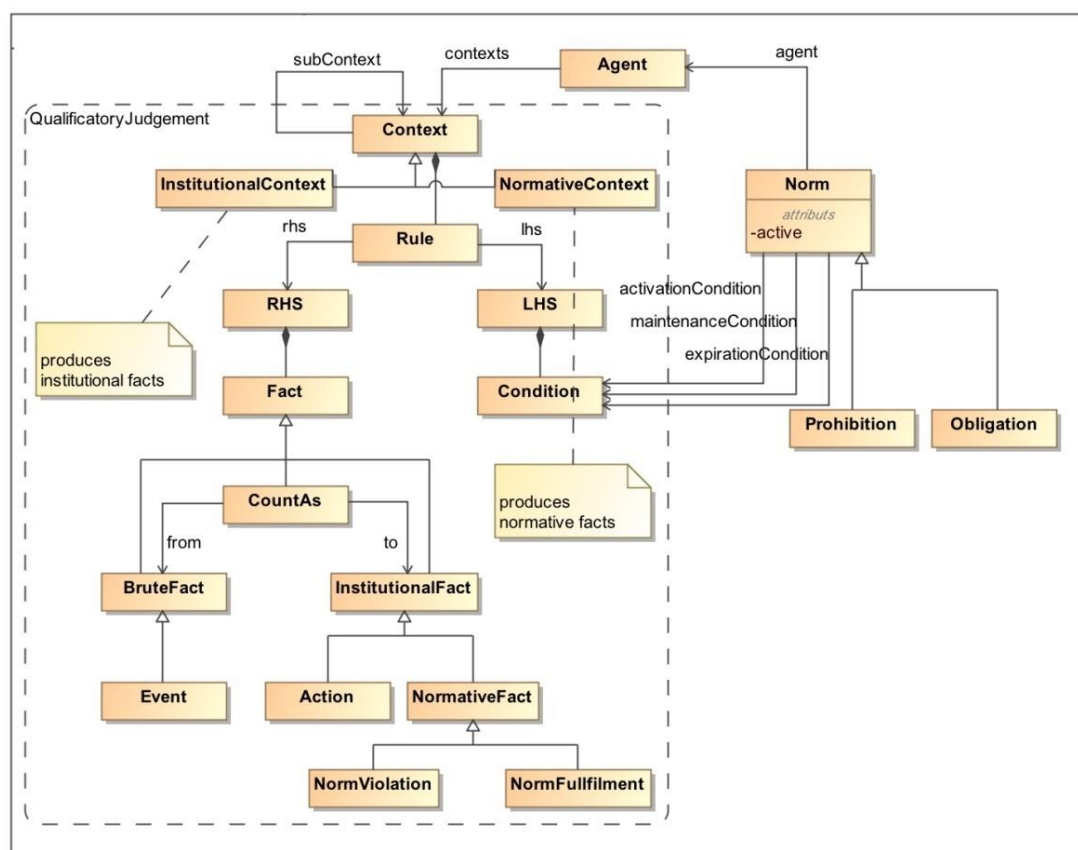 subContext
contexts
Agent
agent
QualificatoryJudgement
Context
InstitutionalContext
NormativeContext
Norm
attributs
-active
rhs
Rule
lhs
RHS
LHS
activationCondition
maintenanceCondition
expirationCondition
produces
institutional facts
Fact
Condition
Prohibition
Obligation
CountAs
produces
normative facts
from
to
BruteFact
InstitutionalFact
Event
Action
NormativeFact
NormViolation
NormFullfilment